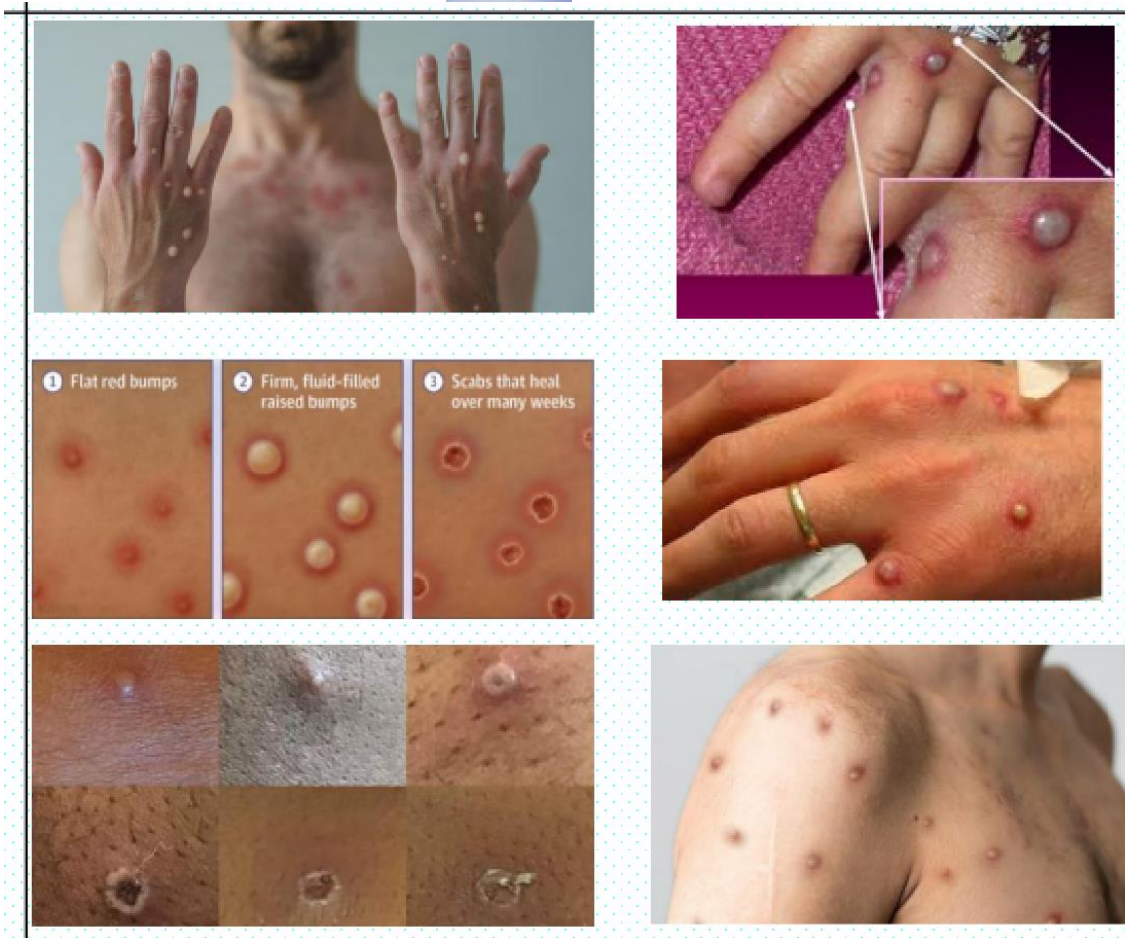 1 Flat red bumps
2 Firm, fluid-filled
raised bumps
3 Scabs that heal
over many weeks